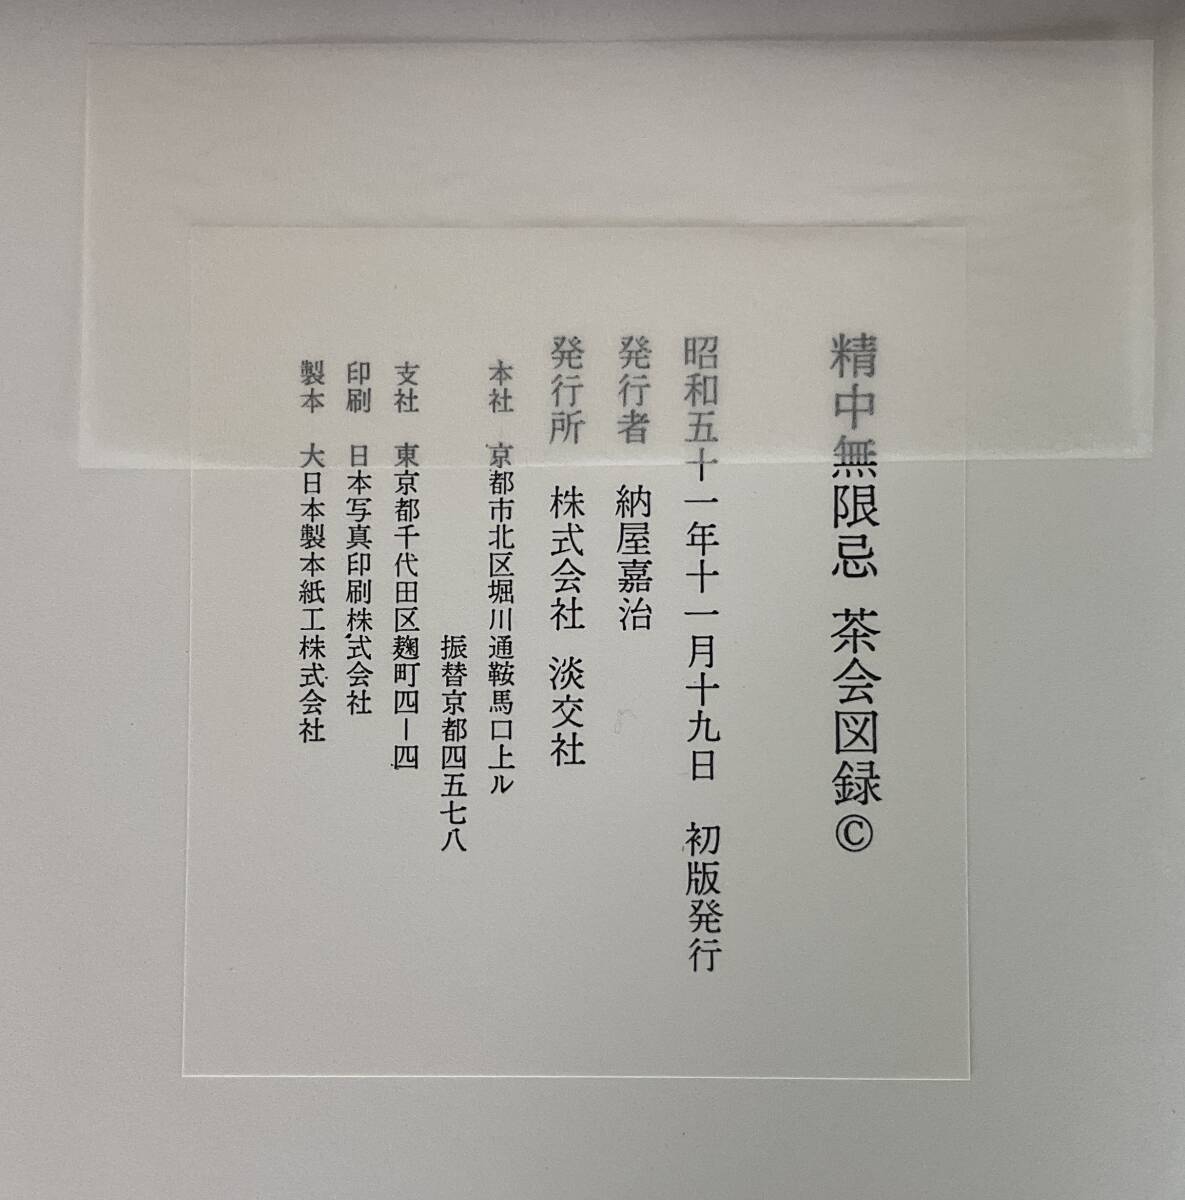 精中無限忌 茶会図録©
昭和五十一年十一月十九日 初版発行
発行者 納屋嘉治
発行所 株式会社 淡交社
本社 京都市北区堀川通鞍馬口上ル
振替京都四五七八
支社 東京都千代田区麹町四ー四
印刷 日本写真印刷株式会社
製本 大日本製本紙工株式会社